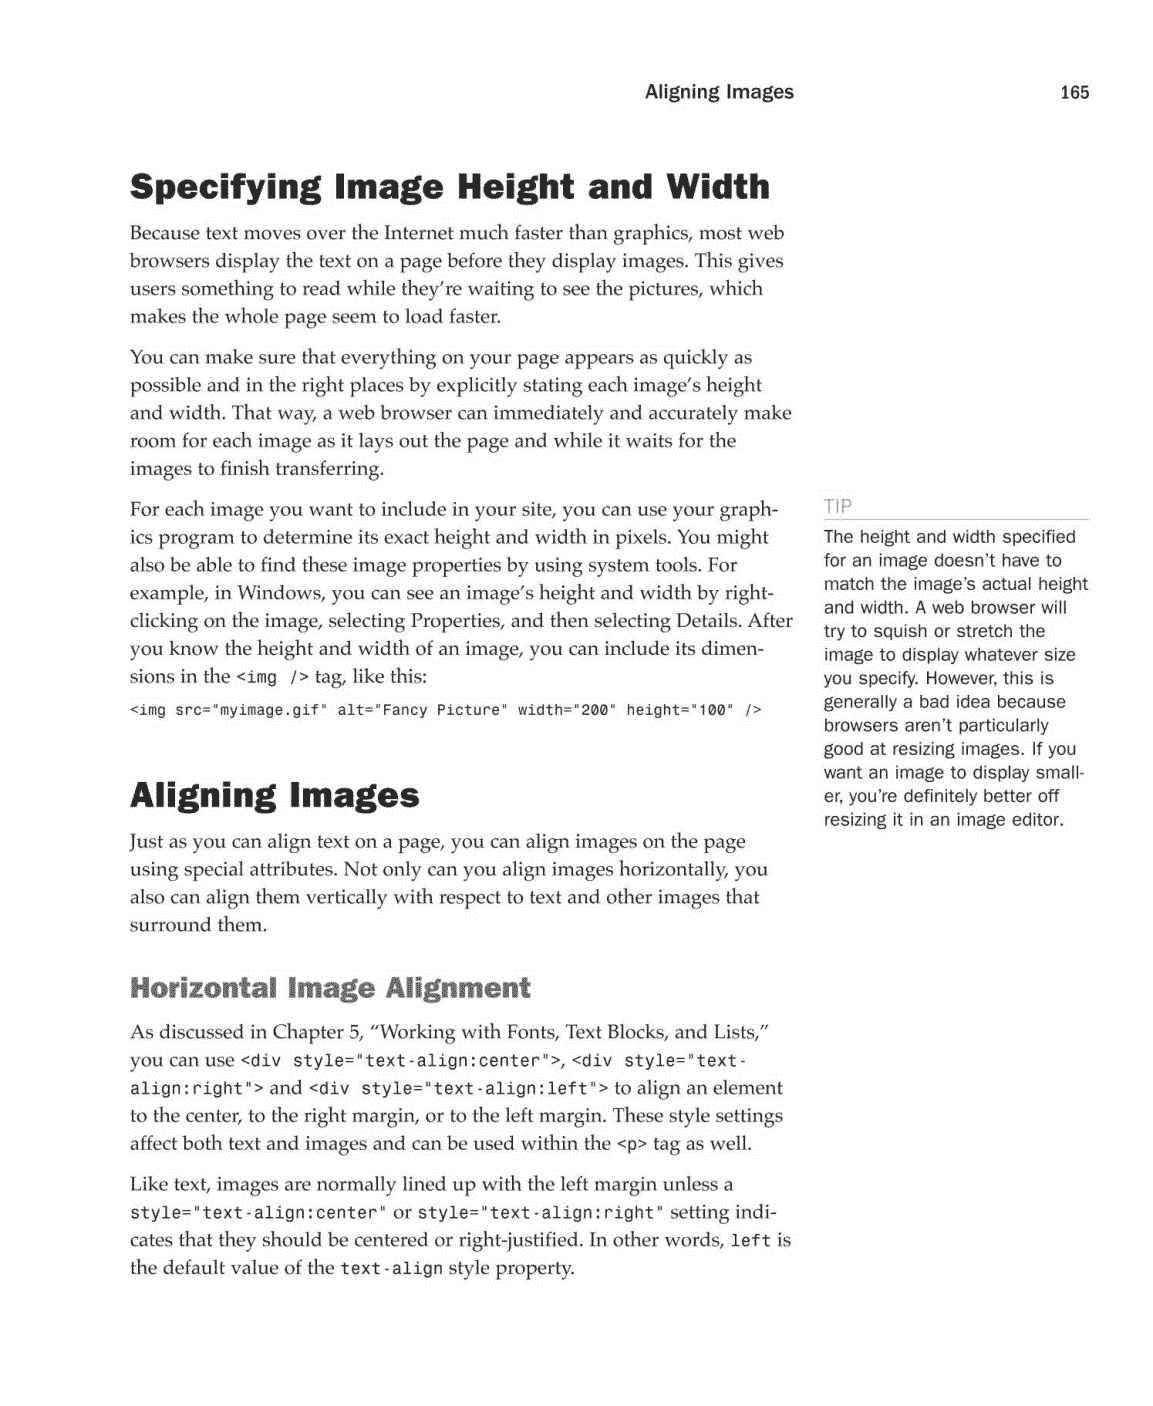 Aligning Images
165
Specifying Image Height and Width
Because text moves over the Internet much faster than graphics, most web
browsers display the text on a page before they display images. This gives
users something to read while they’re waiting to see the pictures, which
makes the whole page seem to load faster.
You can make sure that everything on your page appears as quickly as
possible and in the right places by explicitly stating each image’s height
and width. That way, a web browser can immediately and accurately make
room for each image as it lays out the page and while it waits for the
images to finish transferring.
For each image you want to include in your site, you can use your graph-
ics program to determine its exact height and width in pixels. You might
also be able to find these image properties by using system tools. For
example, in Windows, you can see an image’s height and width by right-
clicking on the image, selecting Properties, and then selecting Details. After
you know the height and width of an image, you can include its dimen-
sions in the <img /> tag, like this:
<img src="myimage.gif" alt="Fancy Picture" width="200" height="100" />
TIP
The height and width specified
for an image doesn’t have to
match the image’s actual height
and width. A web browser will
try to squish or stretch the
image to display whatever size
you specify. However, this is
generally a bad idea because
browsers aren’t particularly
good at resizing images. If you
want an image to display small-
er, you’re definitely better off
resizing it in an image editor.
Aligning Images
Just as you can align text on a page, you can align images on the page
using special attributes. Not only can you align images horizontally, you
also can align them vertically with respect to text and other images that
surround them.
Horizontal Image Alignment
As discussed in Chapter 5, “Working with Fonts, Text Blocks, and Lists,”
you can use <div style="text-align:center">, <div style="text-
align:right"> and <div style="text-align:left"> to align an element
to the center, to the right margin, or to the left margin. These style settings
affect both text and images and can be used within the <p> tag as well.
Like text, images are normally lined up with the left margin unless a
style="text-align:center" or style="text-align:right" setting indi-
cates that they should be centered or right-justified. In other words, left is
the default value of the text-align style property.